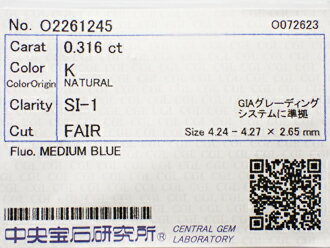 No. O2261245 O072623
Carat 0.316 ct
Color K
ColorOrigin NATURAL
Clarity SI-1 GIAグレーディング
システムに準拠
Cut FAIR Size 4.24 - 4.27 × 2.65 mm
Fluo. MEDIUM BLUE
中央宝石研究所® CENTRAL GEM
LABORATORY